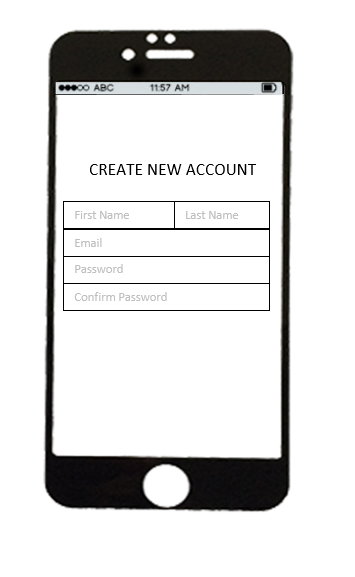 ABC 11:57 AM
CREATE NEW ACCOUNT
First Name Last Name
Email
Password
Confirm Password